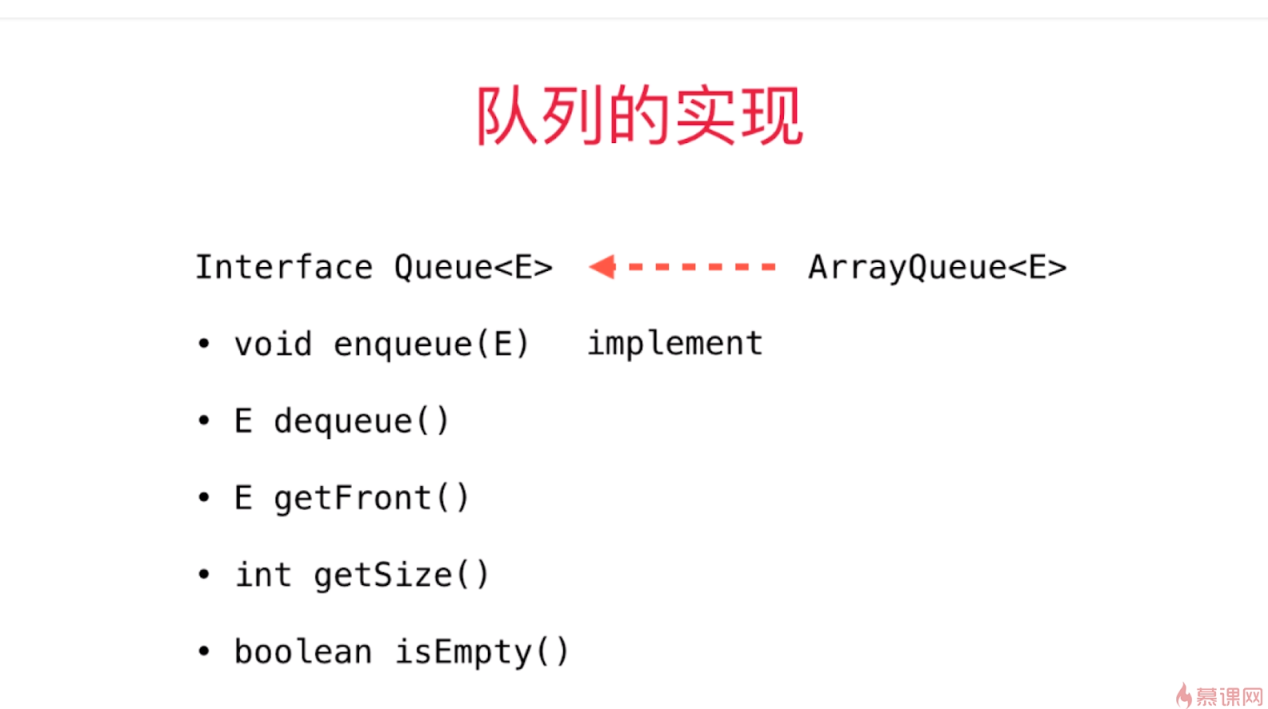 队列的实现
Interface Queue<E> ArrayQueue<E>
• void enqueue(E) implement
• E dequeue()
• E getFront()
• int getSize()
• boolean isEmpty()
慕课网